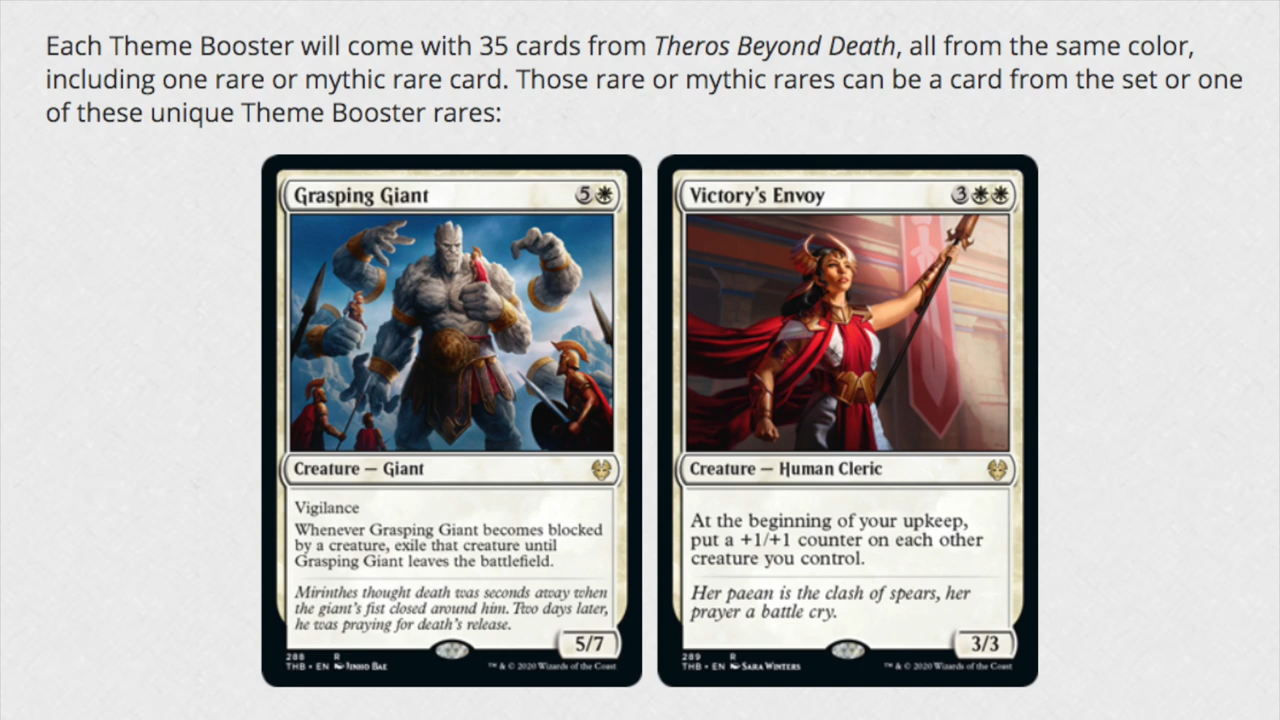 Each Theme Booster will come with 35 cards from Theros Beyond Death, all from the same color,
including one rare or mythic rare card. Those rare or mythic rares can be a card from the set or one
of these unique Theme Booster rares:
Grasping Giant 5
Creature — Giant
Vigilance
Whenever Grasping Giant becomes blocked
by a creature, exile that creature until
Grasping Giant leaves the battlefield.
Mirinthes thought death was seconds away when
the giant's fist closed around him. Two days later,
he was praying for death's release.
5/7
288 R
THB • EN Jinho Bae
™ & © 2020 Wizards of the Coast
Victory's Envoy 3
Creature — Human Cleric
At the beginning of your upkeep,
put a +1/+1 counter on each other
creature you control.
Her paean is the clash of spears, her
prayer a battle cry.
3/3
289 R
THB • EN Sara Winters
™ & © 2020 Wizards of the Coast